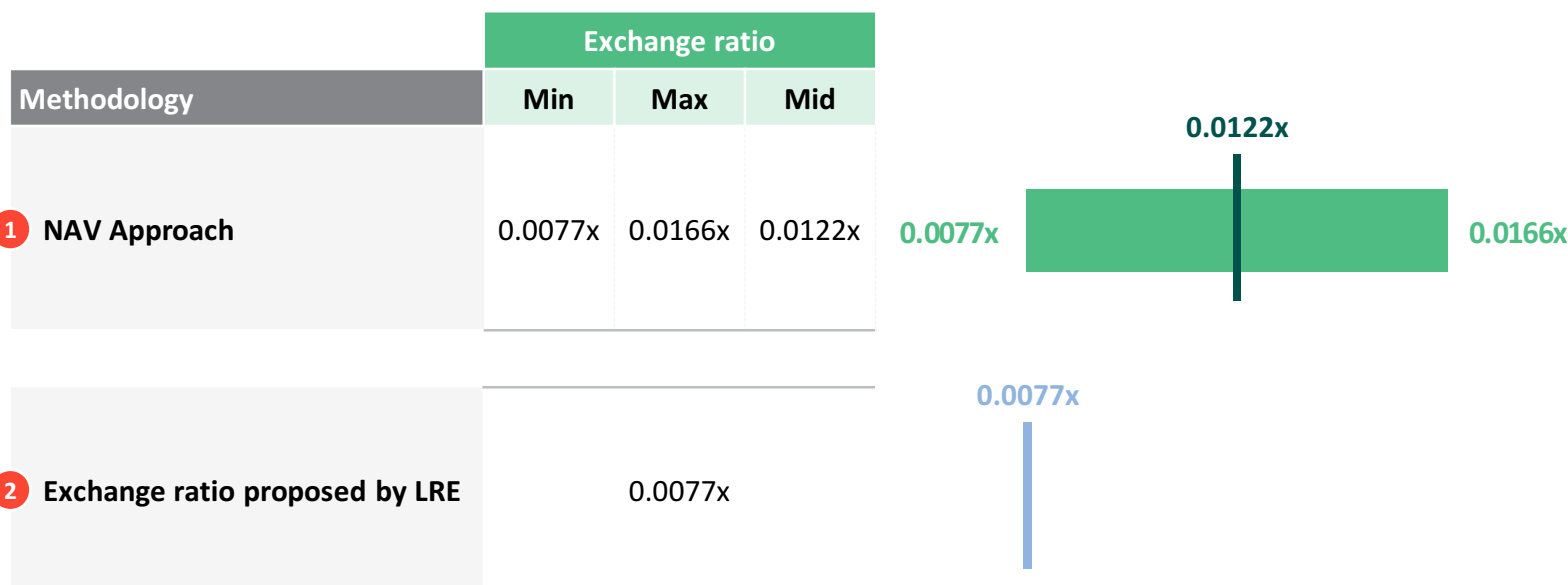 Exchange ratio
Methodology Min Max Mid
0.0122x
1 NAV Approach 0.0077x 0.0166x 0.0122x 0.0077x 0.0166x
0.0077x
2 Exchange ratio proposed by LRE 0.0077x